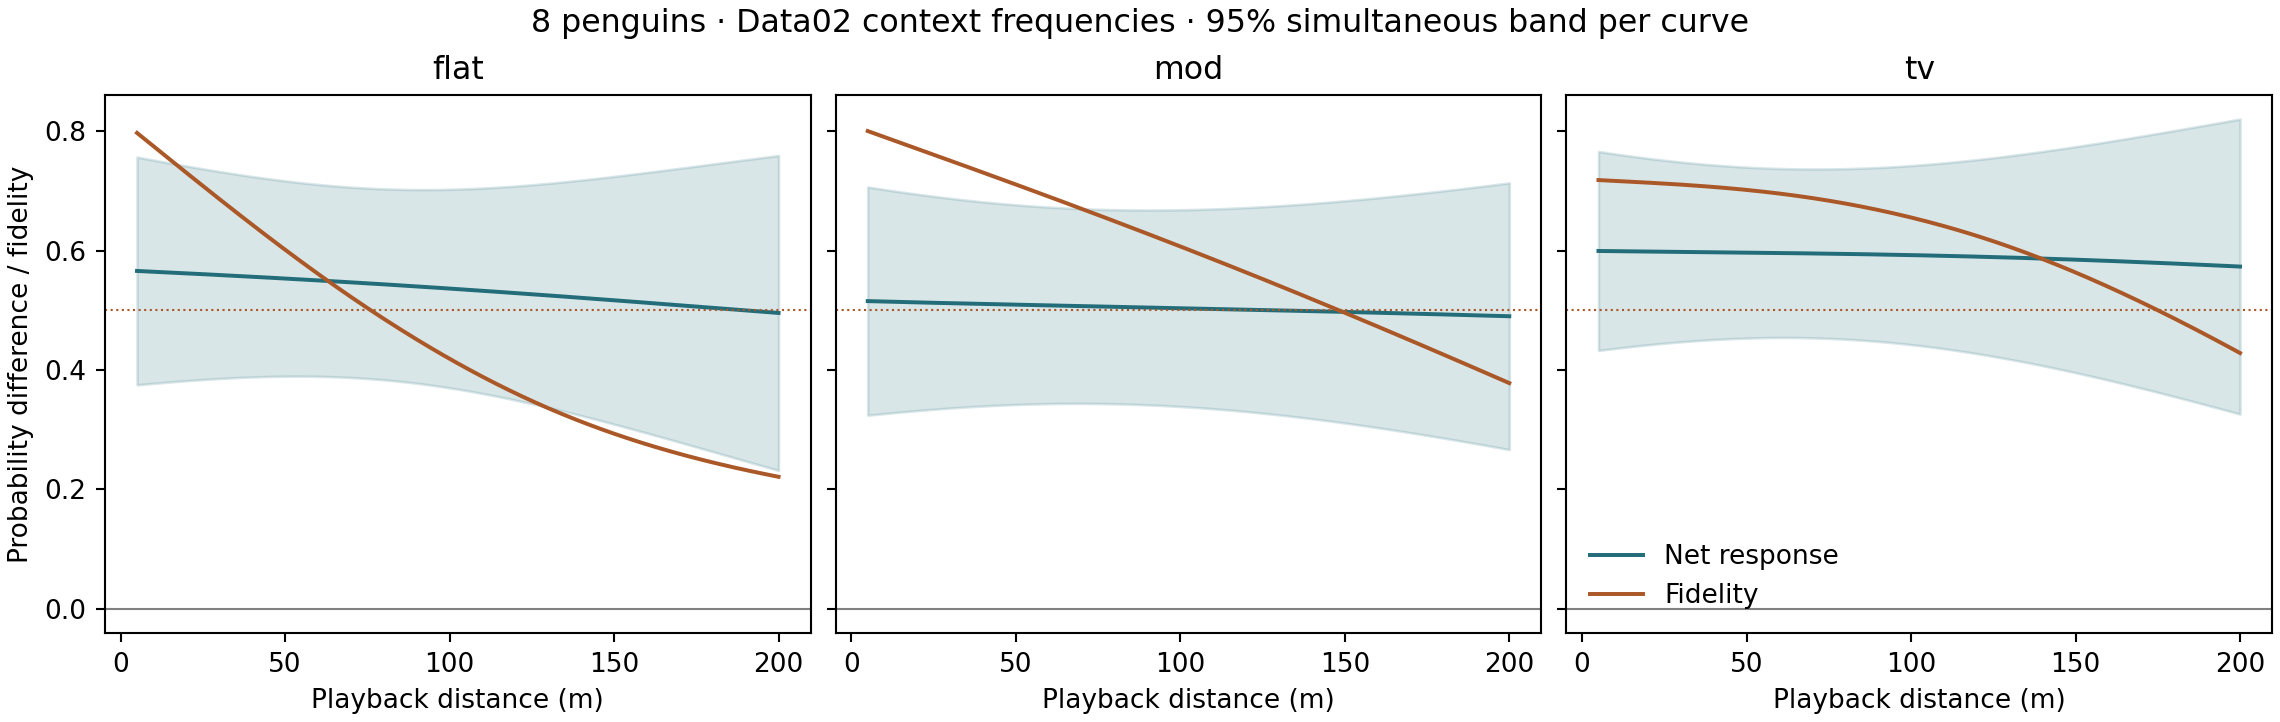 8 penguins · Data02 context frequencies · 95% simultaneous band per curve
flat
mod
tv
Probability difference / fidelity
0.8
0.6
0.4
0.2
0.0
Net response
Fidelity
0 50 100 150 200
0 50 100 150 200
0 50 100 150 200
Playback distance (m)
Playback distance (m)
Playback distance (m)